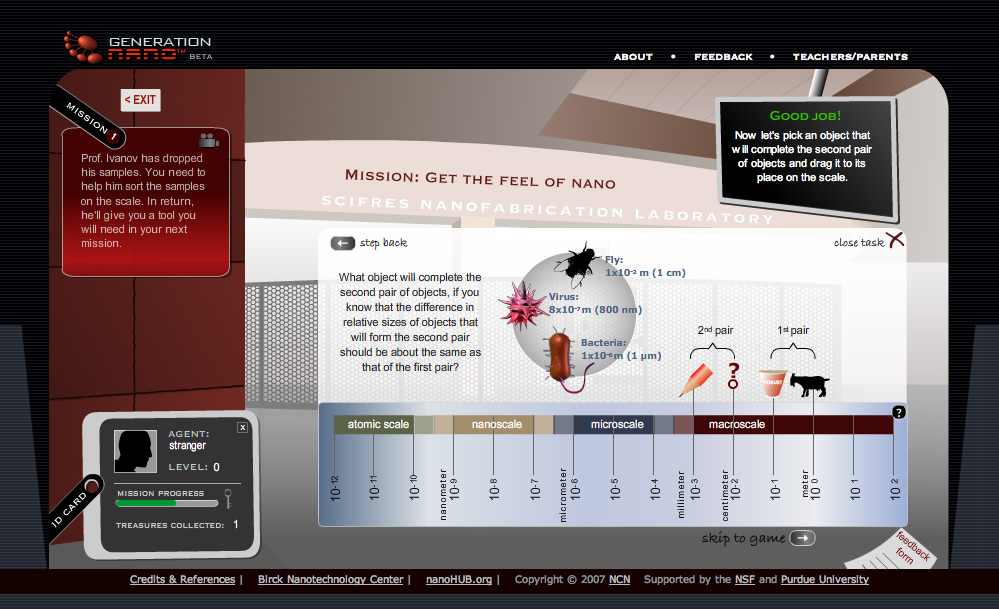 GENERATION
nano™ BETA
ABOUT • FEEDBACK • TEACHERS/PARENTS
< EXIT
MISSION 1
Prof. Ivanov has dropped
his samples. You need to
help him sort the samples
on the scale. In return,
he'll give you a tool you
will need in your next
mission.
GOOD JOB!
Now let's pick an object that
will complete the second pair
of objects and drag it to its
place on the scale.
MISSION: GET THE FEEL OF NANO
SCIFRES NANOFABRICATION LABORATORY
step back
close task
What object will complete the
second pair of objects, if you
know that the difference in
relative sizes of objects that
will form the second pair
should be about the same as
that of the first pair?
Fly:
1x10⁻² m (1 cm)
Virus:
8x10⁻⁷ m (800 nm)
Bacteria:
1x10⁻⁶ m (1 µm)
2nd pair
1st pair
?
YOGURT
?
atomic scale nanoscale microscale macroscale
10-12
10-11
10-10
nanometer 10-9
10-8
10-7
micrometer 10-6
10-5
10-4
millimeter 10-3
centimeter 10-2
10-1
meter 10 0
10 1
10 2
skip to game
feedback
form
ID CARD
X
AGENT:
stranger
LEVEL: 0
MISSION PROGRESS
TREASURES COLLECTED: 1
Credits & References | Birck Nanotechnology Center | nanoHUB.org | Copyright © 2007 NCN Supported by the NSF and Purdue University